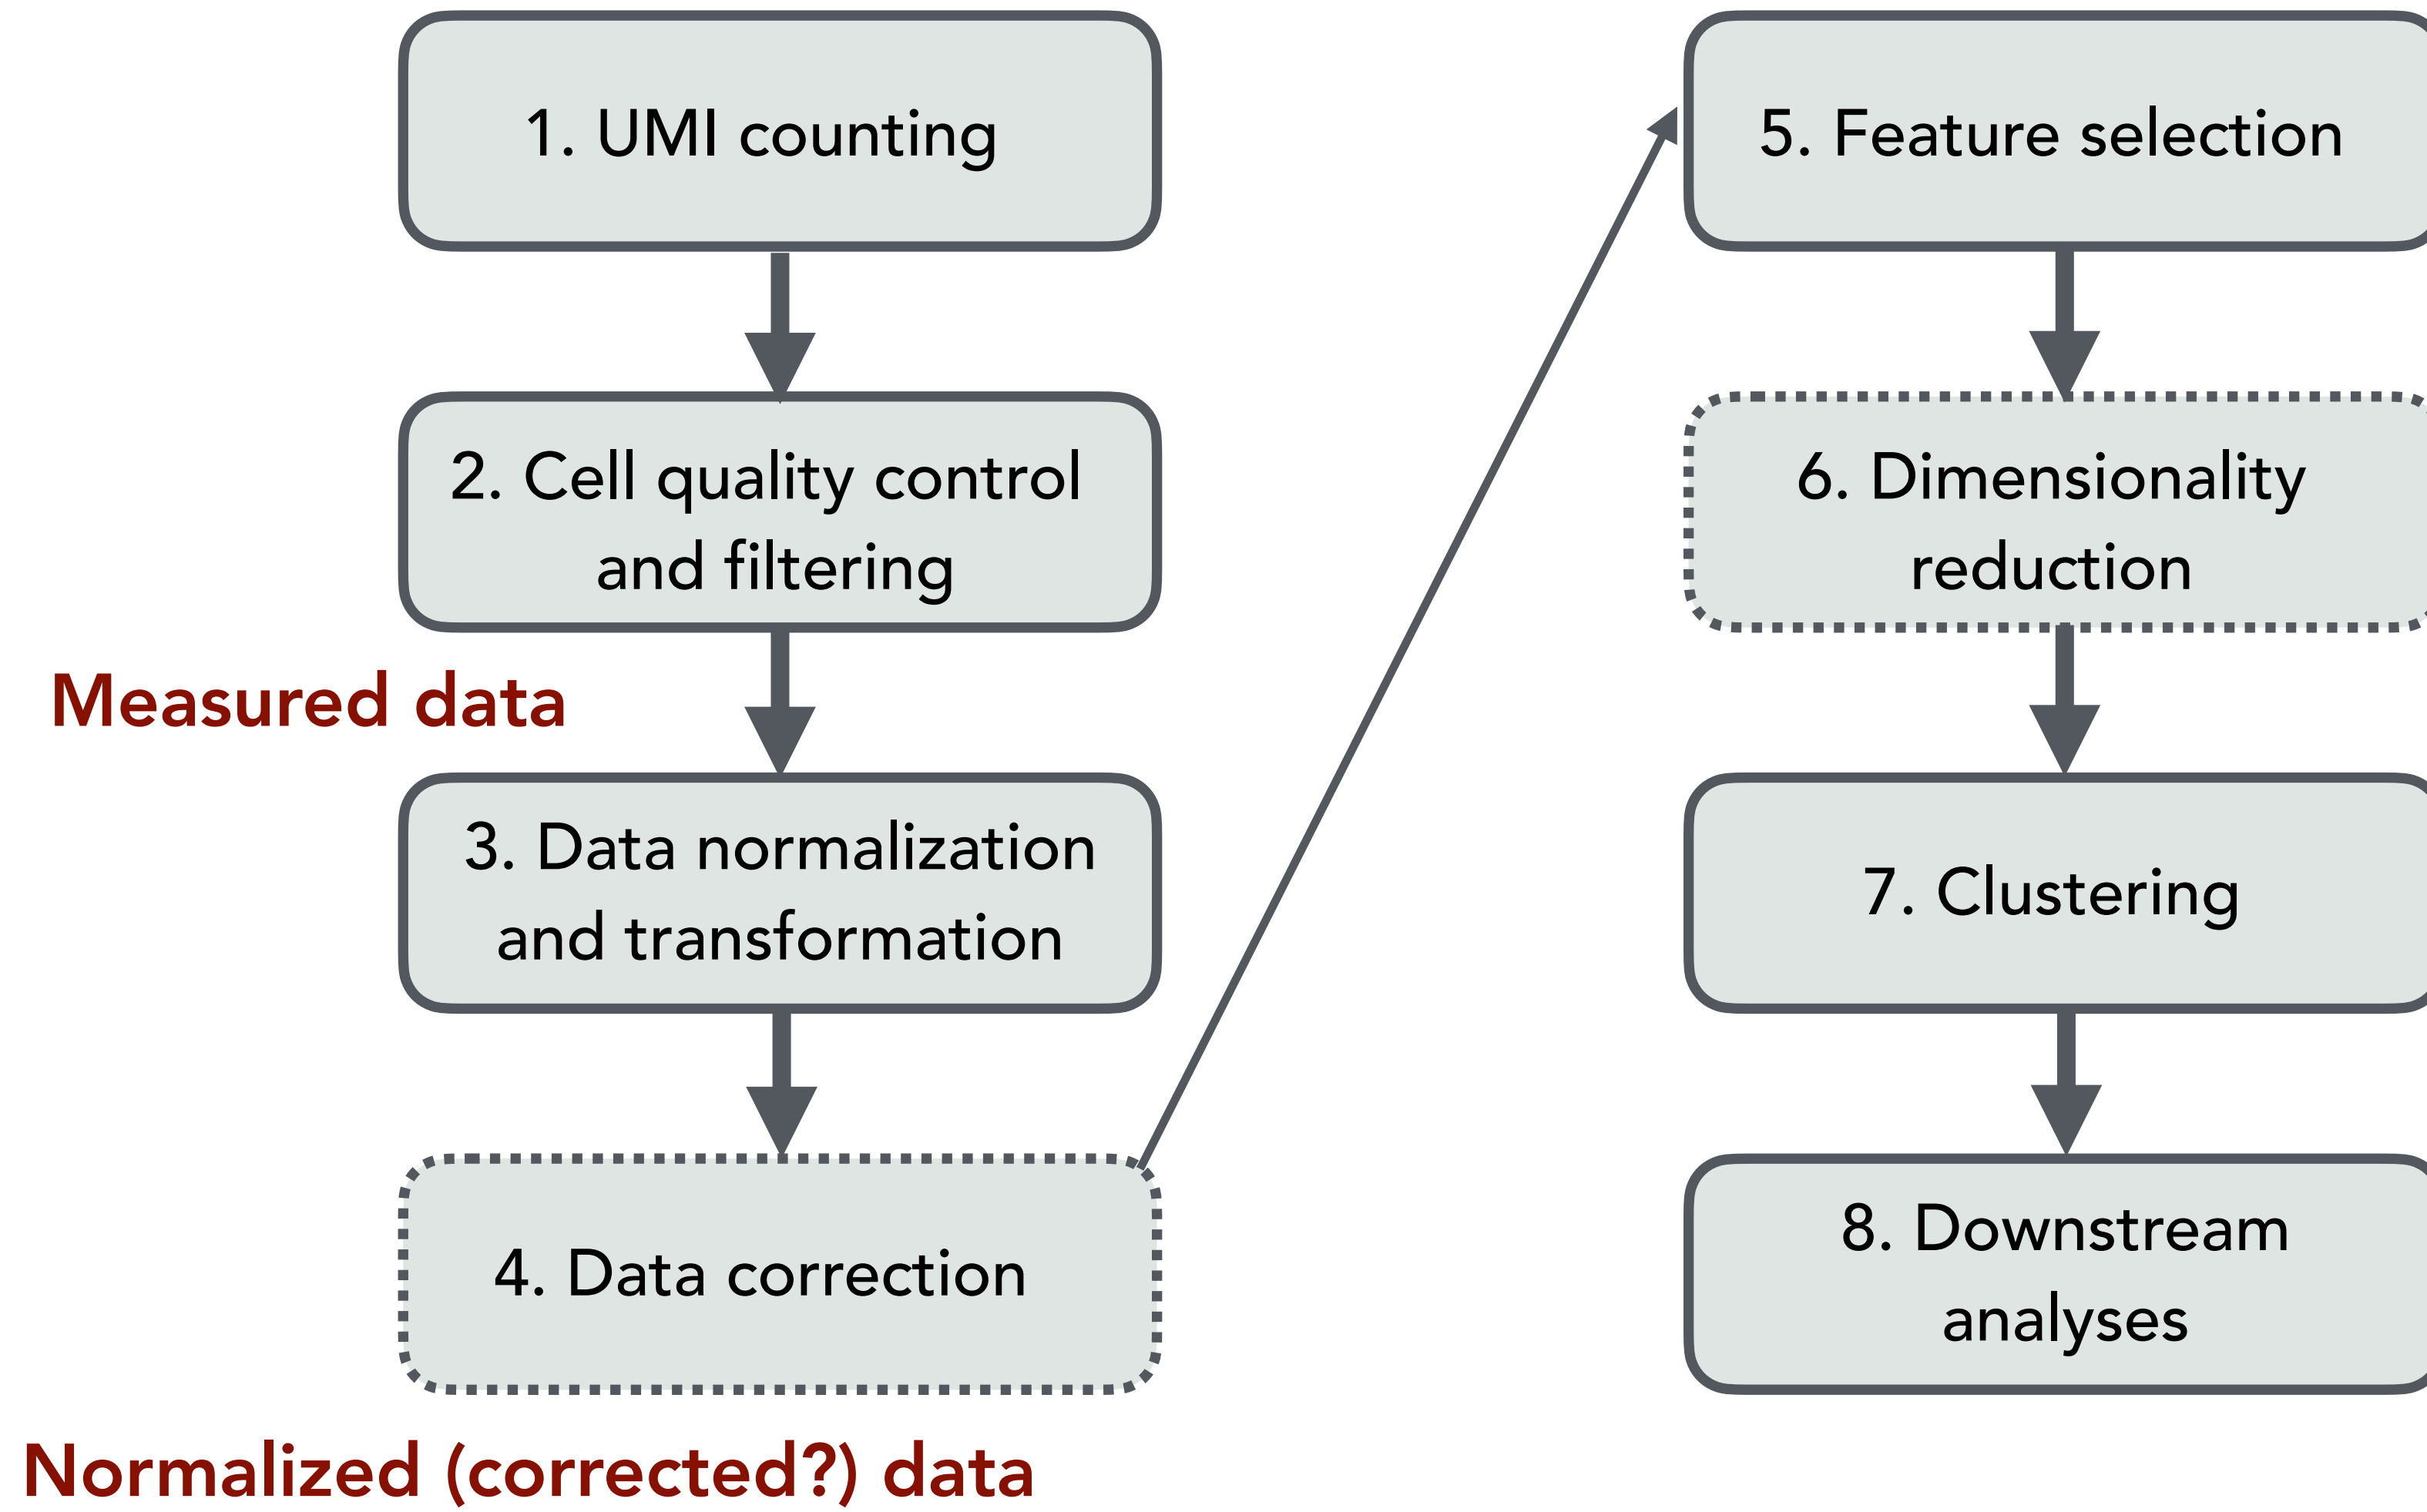 1. UMI counting
2. Cell quality control
and filtering
Measured data
3. Data normalization
and transformation
4. Data correction
Normalized (corrected?) data
5. Feature selection
6. Dimensionality
reduction
7. Clustering
8. Downstream
analyses